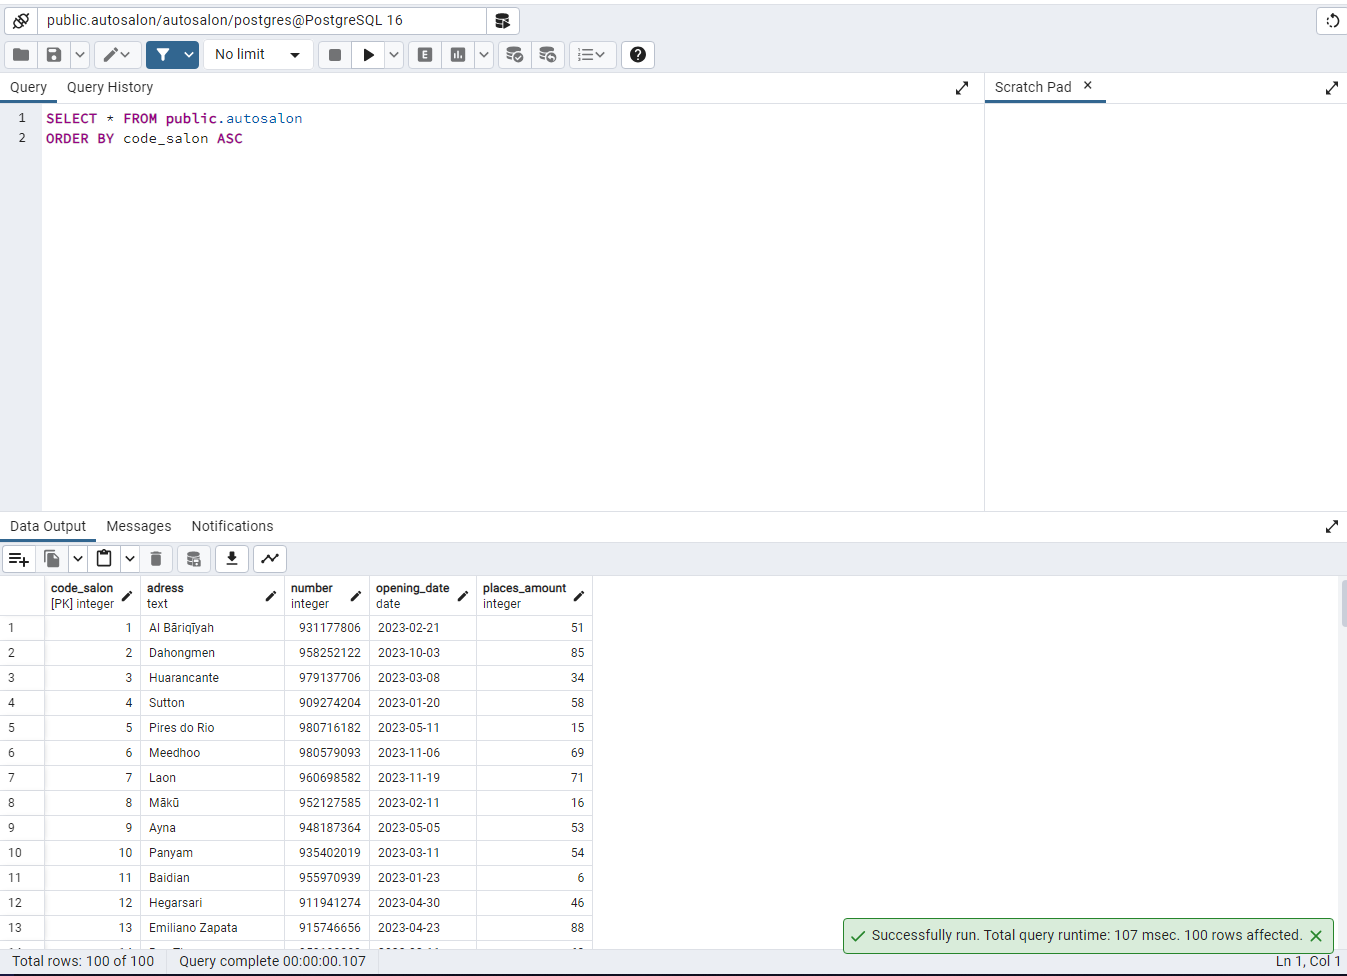 public.autosalon/autosalon/postgres@PostgreSQL 16
No limit
E
Query Query History
Scratch Pad
1 SELECT * FROM public.autosalon
2 ORDER BY code_salon ASC
Data Output Messages Notifications
code_salon adress number opening_date places_amount
[PK] integer text integer date integer
1 1 Al Bāriqīyah 931177806 2023-02-21 51
2 2 Dahongmen 958252122 2023-10-03 85
3 3 Huarancante 979137706 2023-03-08 34
4 4 Sutton 909274204 2023-01-20 58
5 5 Pires do Rio 980716182 2023-05-11 15
6 6 Meedhoo 980579093 2023-11-06 69
7 7 Laon 960698582 2023-11-19 71
8 8 Mākū 952127585 2023-02-11 16
9 9 Ayna 948187364 2023-05-05 53
10 10 Panyam 935402019 2023-03-11 54
11 11 Baidian 955970939 2023-01-23 6
12 12 Hegarsari 911941274 2023-04-30 46
13 13 Emiliano Zapata 915746656 2023-04-23 88
Successfully run. Total query runtime: 107 msec. 100 rows affected.
Total rows: 100 of 100 Query complete 00:00:00.107 Ln 1, Col 1